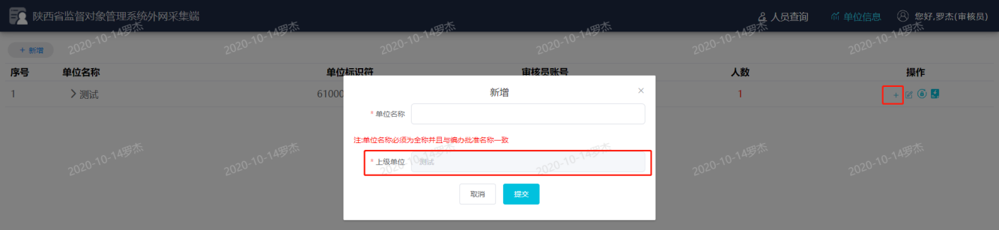 陕西省监督对象管理系统外网采集端
人员查询
单位信息
您好,罗杰(审核员)
2020-10-14罗杰
2020-10-14罗杰
2020-10-14罗杰
2020-10-14罗杰
2020-10-14罗杰
2020-10-14罗杰
+ 新增
序号 单位名称 单位标识符 审核员账号 人数 操作
1 > 测试 61000 1 +
新增 ×
* 单位名称
注:单位名称必须为全称并且与编办批准名称一致
* 上级单位 测试
2020-10-14罗杰
2020-10-14罗杰
2020-10-14罗杰
2020-10-14罗杰
2020-10-14罗杰
2020-10-14罗杰
取消 提交